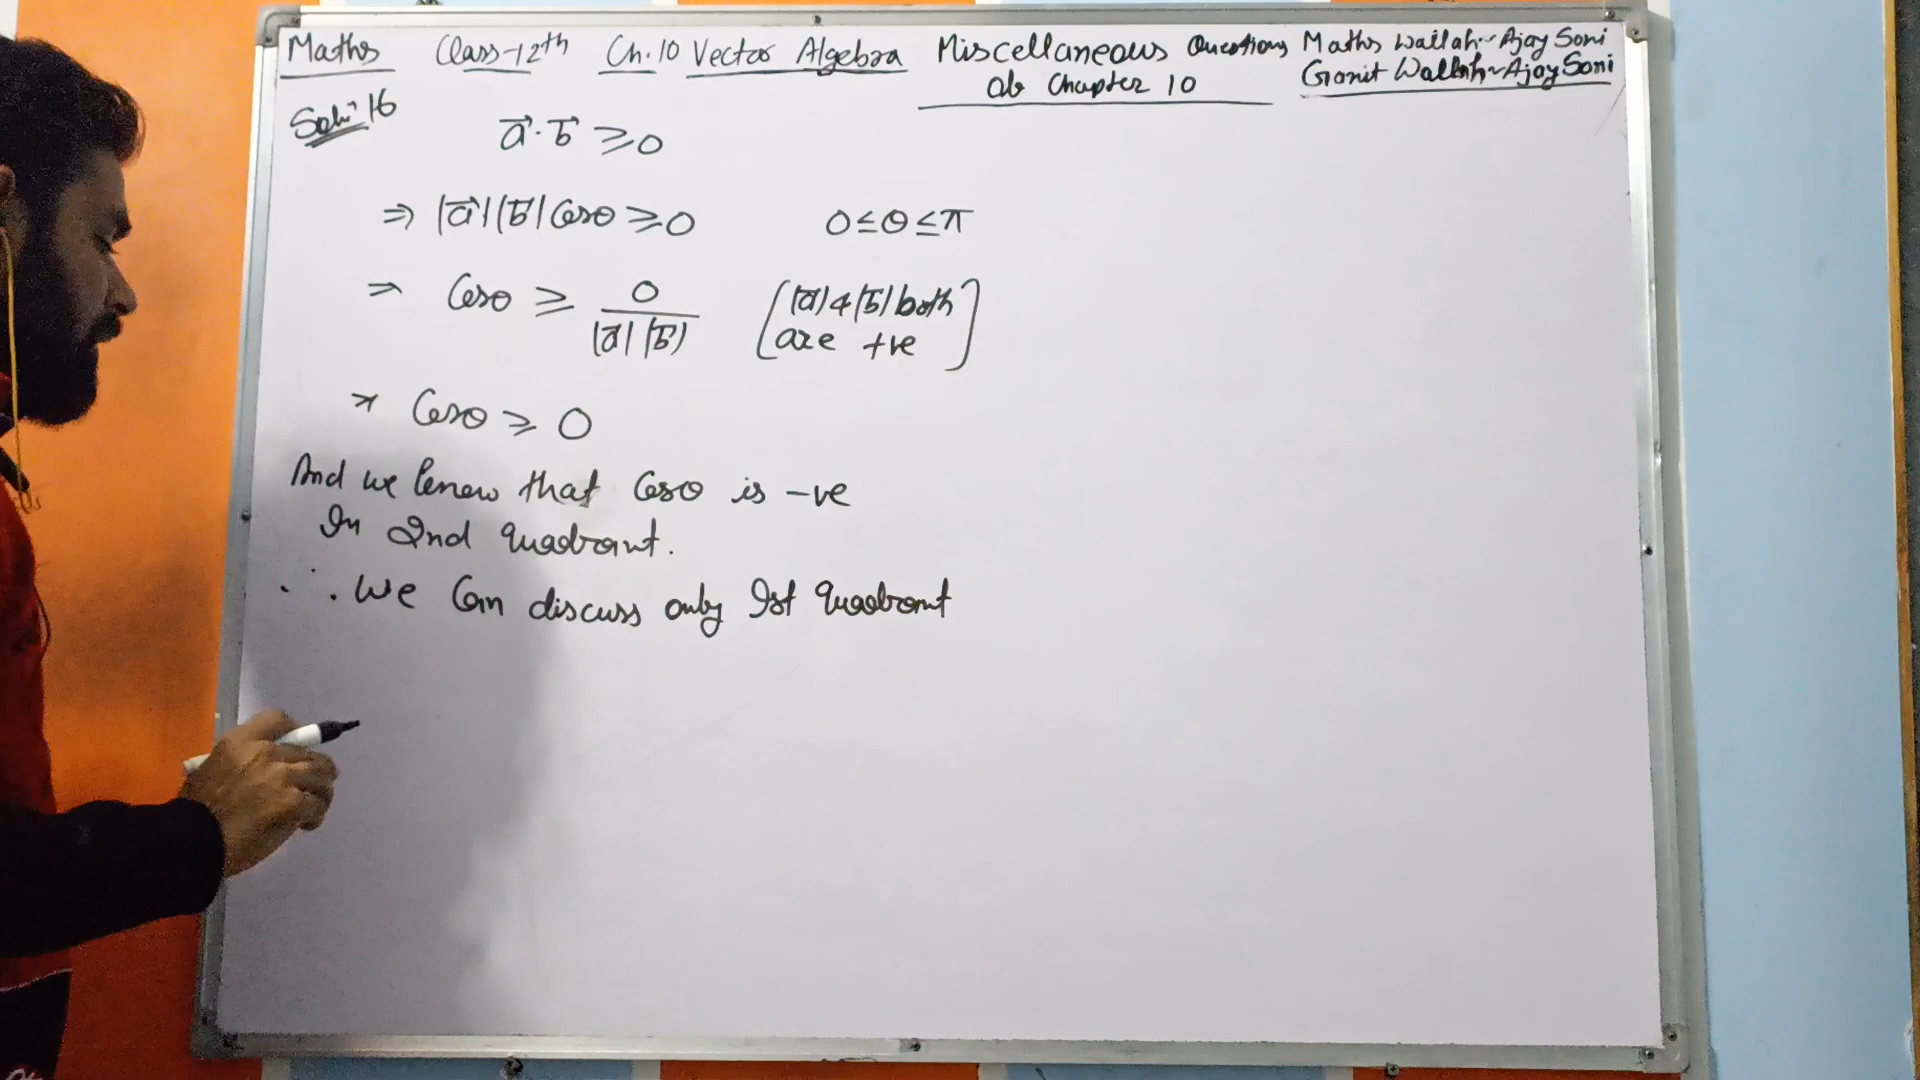 Maths Class-12th Ch.10 Vector Algebra Miscellaneous Questions Maths Wallah~Ajay Soni
Of Chapter 10 Ganit Wallah~Ajay Soni
Soln:-16
a⃗·b⃗ ≥0
⇒ |a⃗||b⃗|Cosθ ≥0 0≤θ≤π
⇒ Cosθ ≥ 0/|a⃗||b⃗| [|a⃗|&|b⃗| both
are +ve]
⇒ Cosθ ≥ 0
And we know that Cosθ is -ve
In 2nd quadrant.
∴ We Can discuss only Ist Quadrant